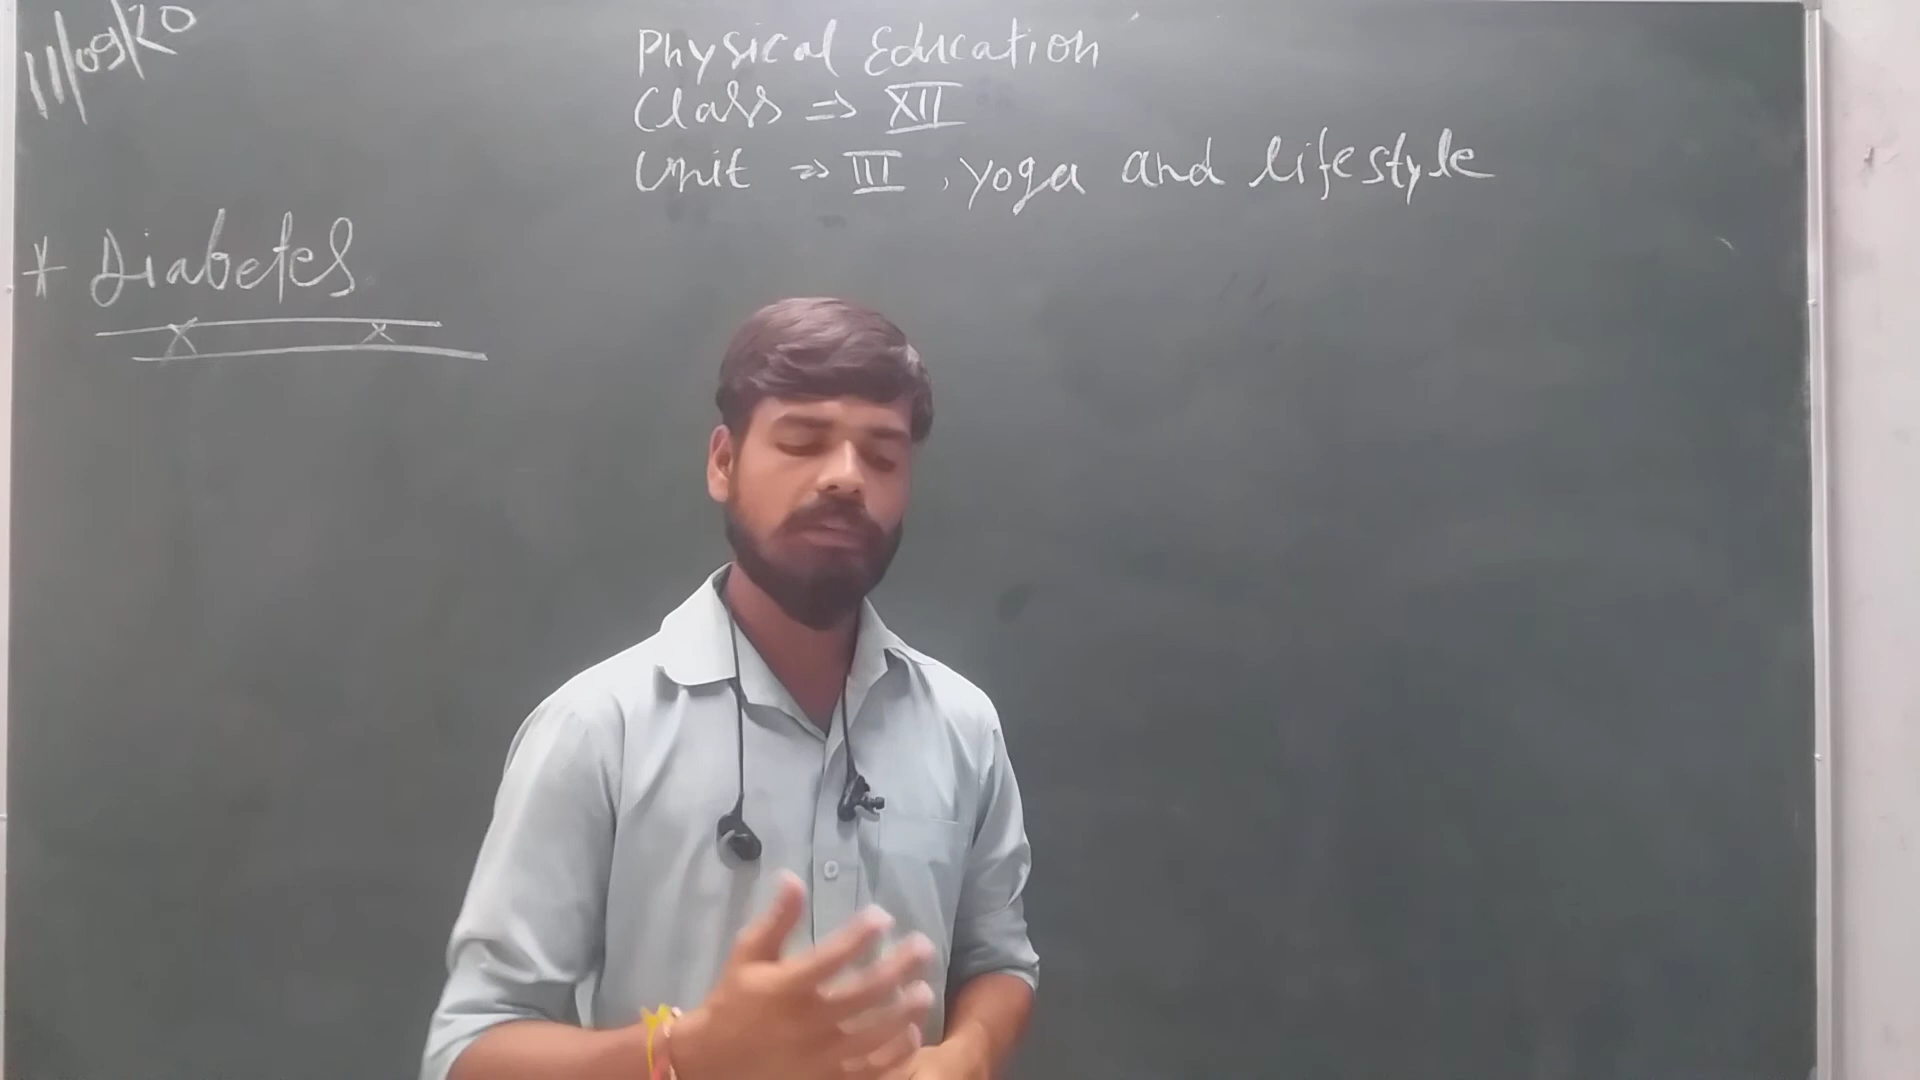 11/09/20
Physical Education
Class => XII
Unit => III, yoga and lifestyle
* Diabetes